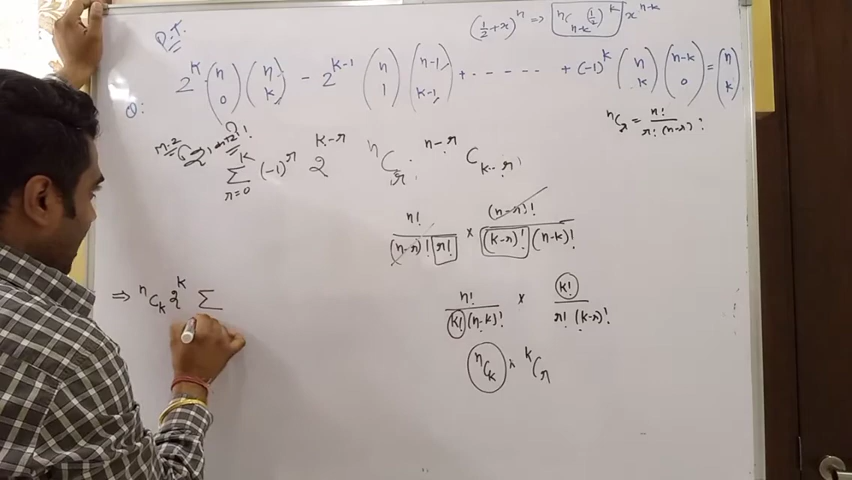 P.T.
(1/2 + x)^n => ^nC_{n-k} (1/2)^k x^{n-k}
Q: 2^k (n 0) (n k) - 2^{k-1} (n 1) (n-1 k-1) + - - - - - - + (-1)^k (n k) (n-k 0) = (n k)
^nC_r = n! / r! (n-r)!
M:2
∑_{r=0}^{k} (-1)^r 2^{k-r} ^nC_r · ^{n-r}C_{k-r}
n! / (n-r)! r! × (n-r)! / (k-r)! (n-k)!
⇒ ^nC_k 2^k ∑
n! / k! (n-k)! × k! / r! (k-r)!
^nC_k × ^kC_r